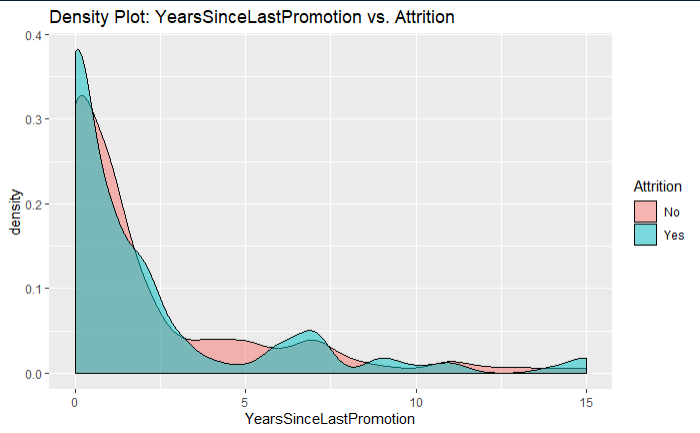 Density Plot: YearsSinceLastPromotion vs. Attrition
0.4
0.3
0.2
0.1
0.0
density
0 5 10 15
YearsSinceLastPromotion
Attrition
No
Yes